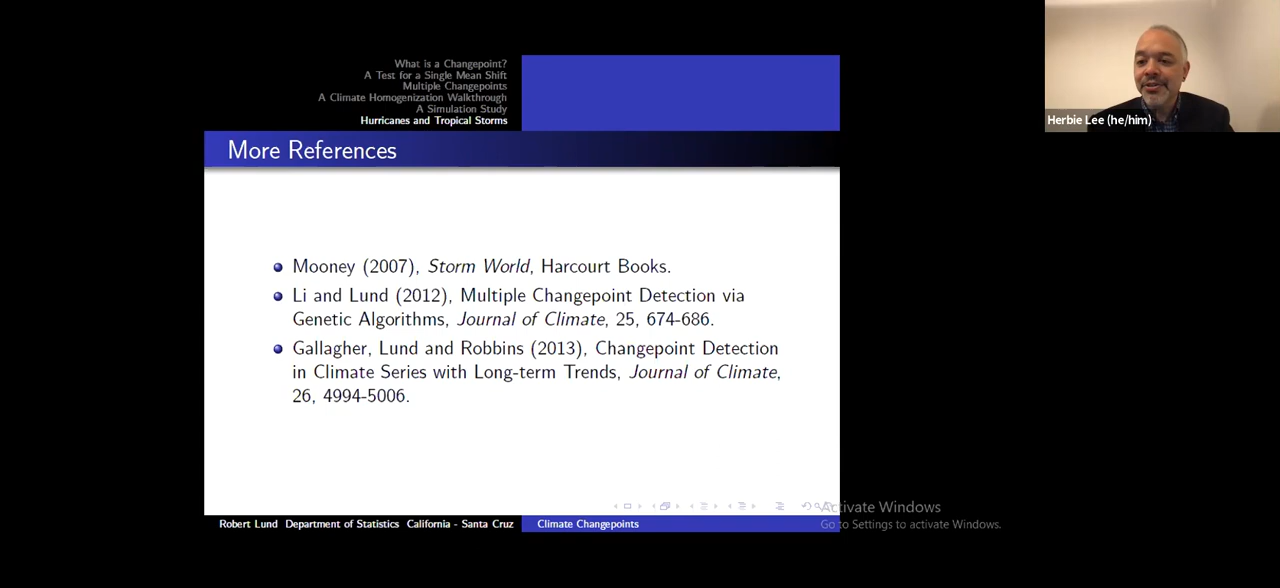 What is a Changepoint?
A Test for a Single Mean Shift
Multiple Changepoints
A Climate Homogenization Walkthrough
A Simulation Study
Hurricanes and Tropical Storms
Herbie Lee (he/him)
More References
Mooney (2007), Storm World, Harcourt Books.
Li and Lund (2012), Multiple Changepoint Detection via
Genetic Algorithms, Journal of Climate, 25, 674-686.
Gallagher, Lund and Robbins (2013), Changepoint Detection
in Climate Series with Long-term Trends, Journal of Climate,
26, 4994-5006.
Activate Windows
Go to Settings to activate Windows.
Robert Lund Department of Statistics California - Santa Cruz
Climate Changepoints